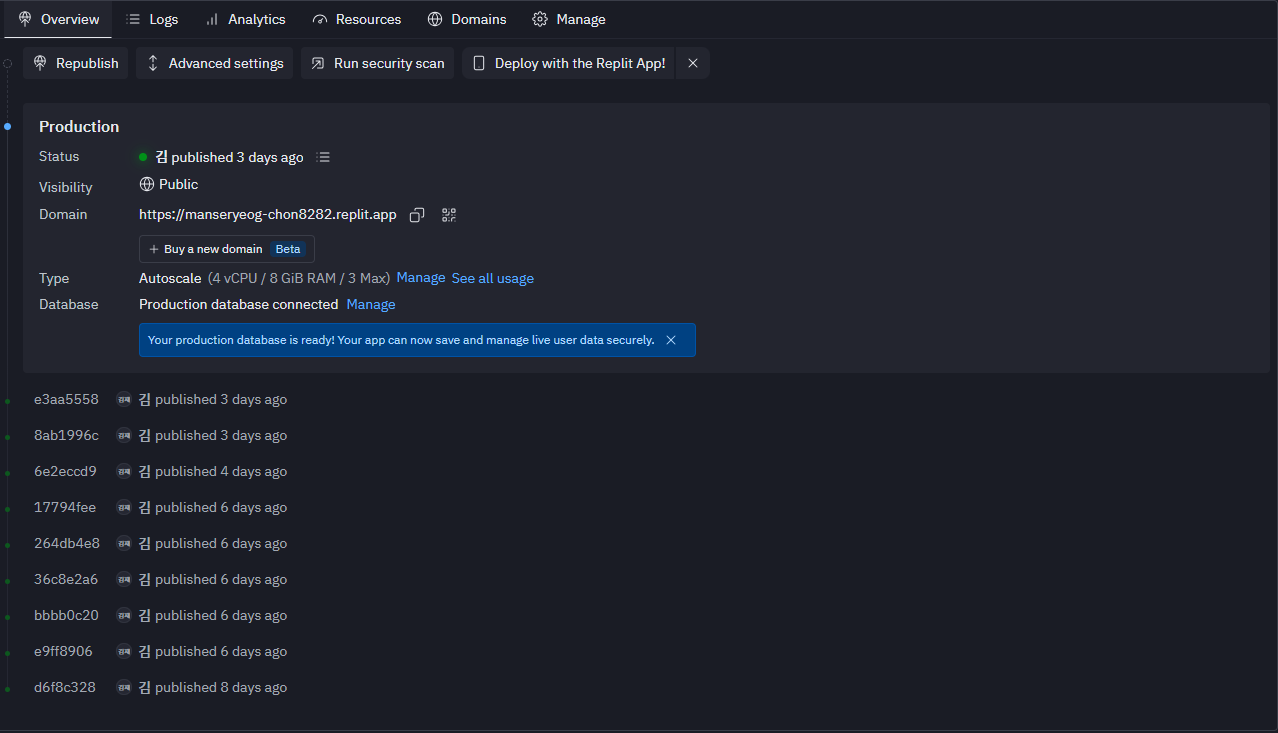 Overview Logs Analytics Resources Domains Manage
Republish Advanced settings Run security scan Deploy with the Replit App!
Production
Status 김 published 3 days ago
Visibility Public
Domain https://manseryeog-chon8282.replit.app
Buy a new domain Beta
Type Autoscale (4 vCPU / 8 GiB RAM / 3 Max) Manage See all usage
Database Production database connected Manage
Your production database is ready! Your app can now save and manage live user data securely.
e3aa5558 김 published 3 days ago
8ab1996c 김 published 3 days ago
6e2eccd9 김 published 4 days ago
17794fee 김 published 6 days ago
264db4e8 김 published 6 days ago
36c8e2a6 김 published 6 days ago
bbbb0c20 김 published 6 days ago
e9ff8906 김 published 6 days ago
d6f8c328 김 published 8 days ago